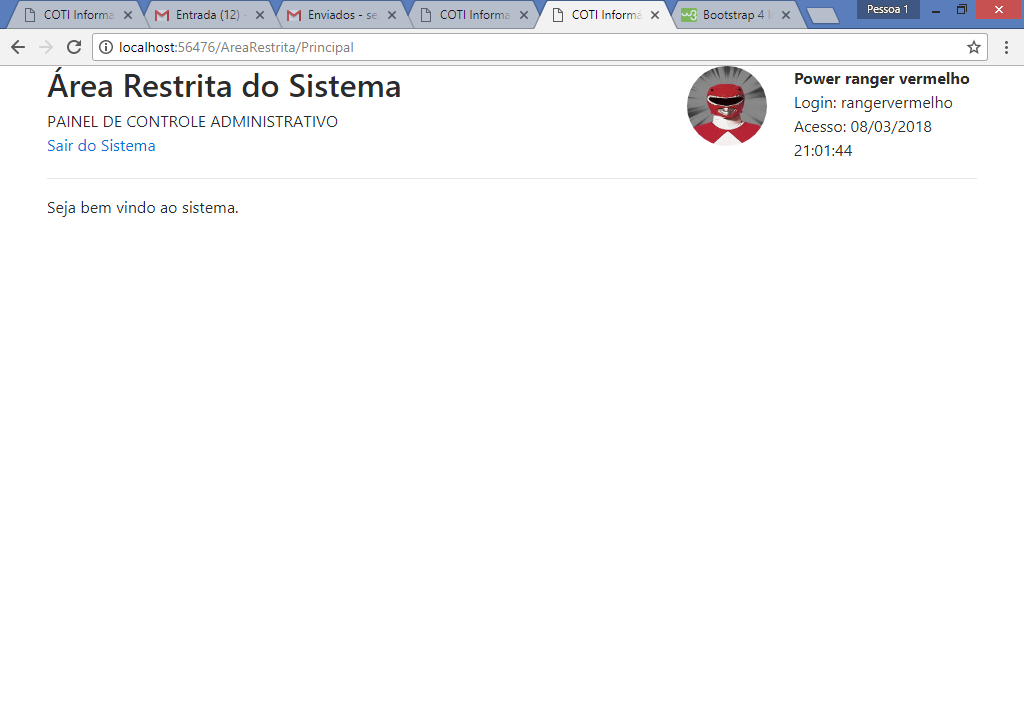 COTI Informa
Entrada (12) -
Enviados - se
COTI Informa
COTI Informá
Bootstrap 4
Pessoa 1
localhost:56476/AreaRestrita/Principal
Área Restrita do Sistema
PAINEL DE CONTROLE ADMINISTRATIVO
Sair do Sistema
Power ranger vermelho
Login: rangervermelho
Acesso: 08/03/2018
21:01:44
Seja bem vindo ao sistema.